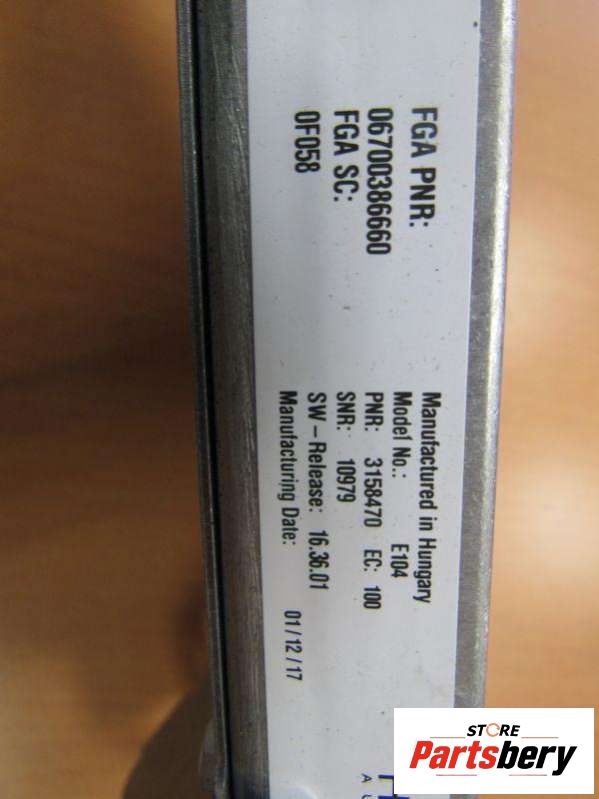 FGA PNR:
06700386660
FGA SC:
0F058
Manufactured in Hungary
Model No.: E104
PNR: 3158470 EC: 100
SNR: 10979
SW – Release: 16.36.01
Manufacturing Date: 01/12/17
STORE
Partsbery